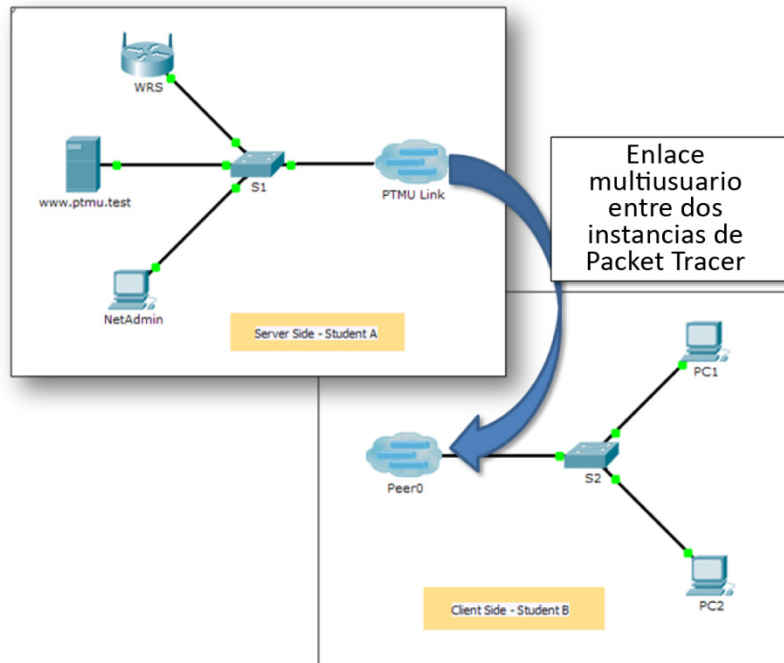 WRS
www.ptmu.test
S1
PTMU Link
NetAdmin
Server Side - Student A
Enlace
multiusuario
entre dos
instancias de
Packet Tracer
PC1
Peer0
S2
PC2
Client Side - Student B